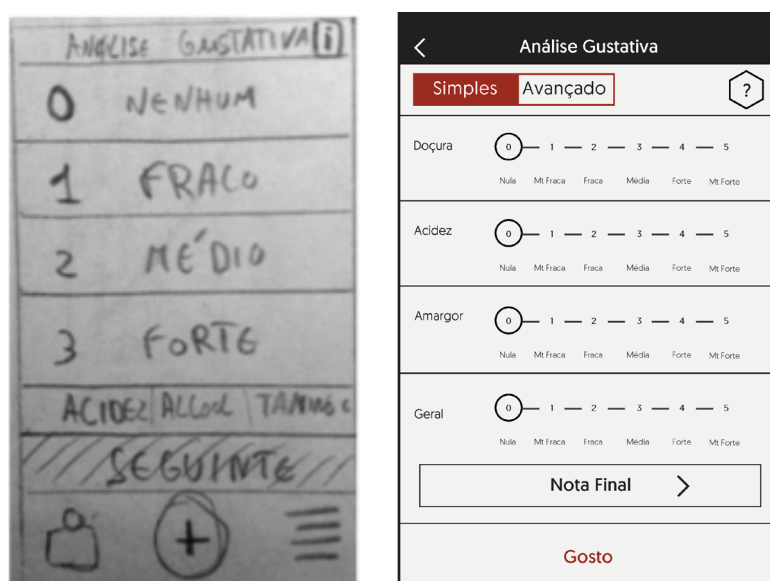 ANÁLISE GUSTATIVA i
0 NENHUM
1 FRACO
2 MÉDIO
3 FORTE
ACIDEZ ALCOOL
SEGUINTE
+
Análise Gustativa
Simples Avançado ?
Doçura 0 1 2 3 4 5
Nula Mt Fraca Fraca Média Forte Mt Forte
Acidez 0 1 2 3 4 5
Nula Mt Fraca Fraca Média Forte Mt Forte
Amargor 0 1 2 3 4 5
Nula Mt Fraca Fraca Média Forte Mt Forte
Geral 0 1 2 3 4 5
Nula Mt Fraca Fraca Média Forte Mt Forte
Nota Final
Gosto